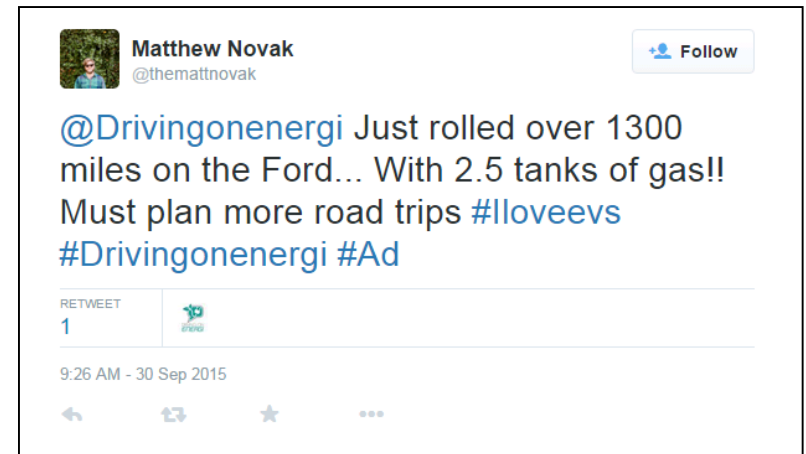 Matthew Novak
@themattnovak
Follow
@Drivingonenergi Just rolled over 1300
miles on the Ford... With 2.5 tanks of gas!!
Must plan more road trips #Iloveevs
#Drivingonenergi #Ad
RETWEET
1
ENERGI
9:26 AM - 30 Sep 2015